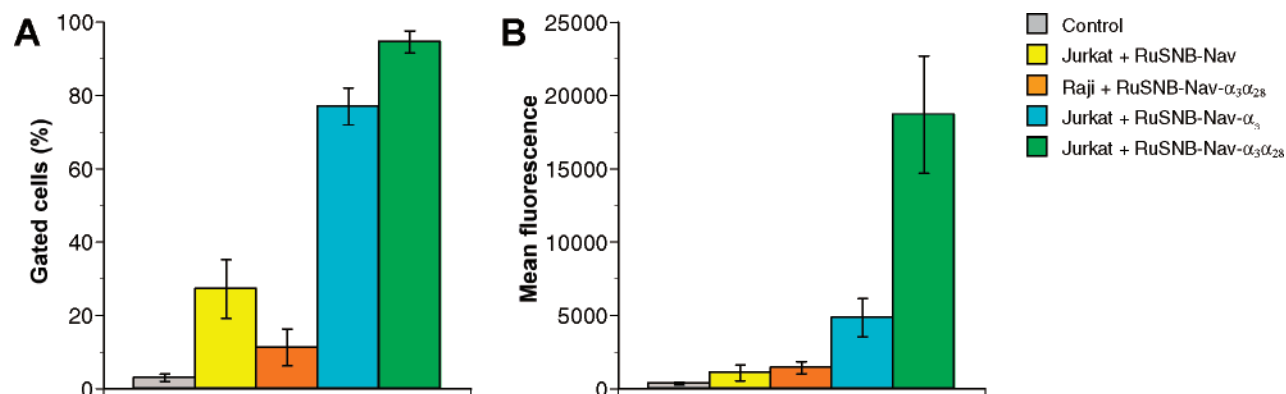 A
Gated cells (%)
100
80
60
40
20
0
B
Mean fluorescence
25000
20000
15000
10000
5000
0
Control
Jurkat + RuSNB-Nav
Raji + RuSNB-Nav-α₃α₂₈
Jurkat + RuSNB-Nav-α₃
Jurkat + RuSNB-Nav-α₃α₂₈